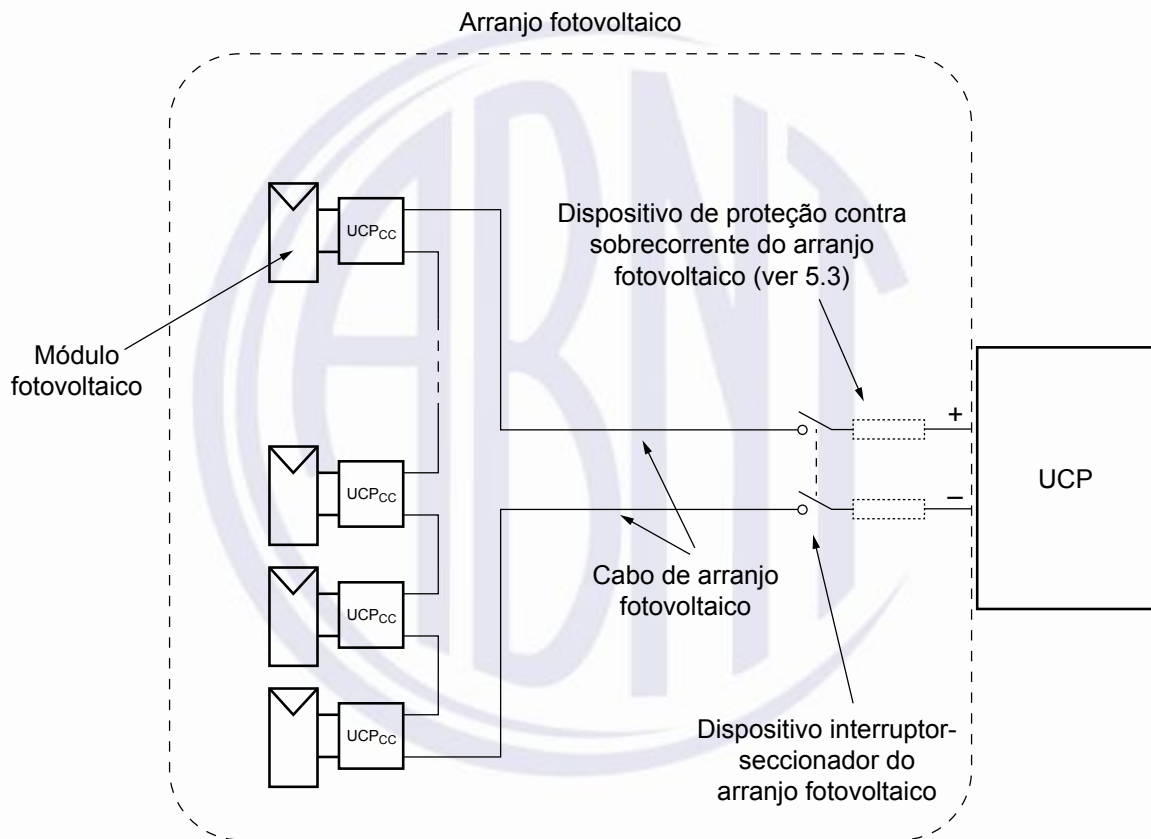 Arranjo fotovoltaico
Dispositivo de proteção contra
sobrecorrente do arranjo
fotovoltaico (ver 5.3)
UCPCC
Módulo
fotovoltaico
+
UCPCC
UCP
–
Cabo de arranjo
fotovoltaico
UCPCC
Dispositivo interruptor-
seccionador do
arranjo fotovoltaico
UCPCC
ABNT